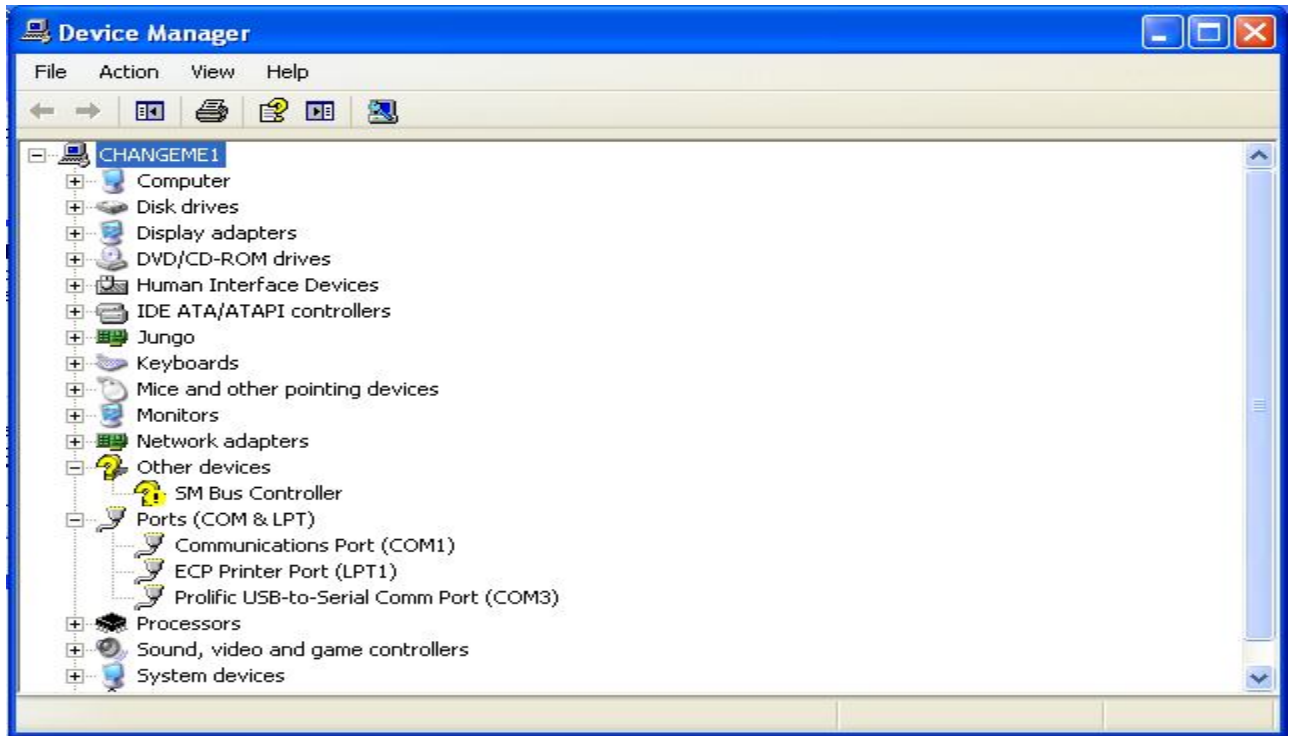 Device Manager
File Action View Help
CHANGEME1
Computer
Disk drives
Display adapters
DVD/CD-ROM drives
Human Interface Devices
IDE ATA/ATAPI controllers
Jungo
Keyboards
Mice and other pointing devices
Monitors
Network adapters
Other devices
SM Bus Controller
Ports (COM & LPT)
Communications Port (COM1)
ECP Printer Port (LPT1)
Prolific USB-to-Serial Comm Port (COM3)
Processors
Sound, video and game controllers
System devices